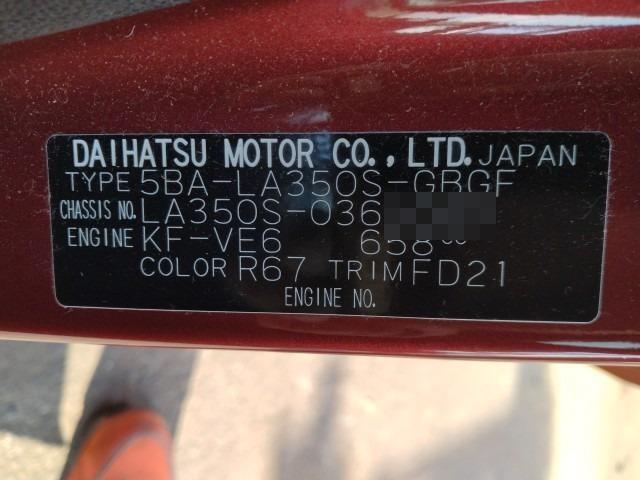 DAIHATSU MOTOR CO., LTD. JAPAN
TYPE 5BA-LA350S-GBGF
CHASSIS NO. LA350S-036
ENGINE KF-VE6 658 cc
COLOR R67 TRIM FD21
ENGINE NO.